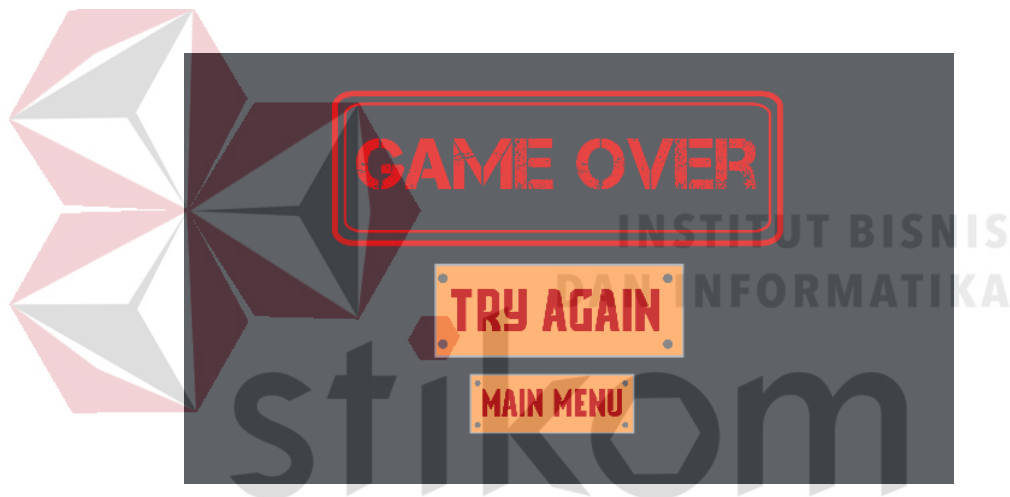 GAME OVER
INSTITUT BISNIS
DAN INFORMATIKA
TRY AGAIN
MAIN MENU
stikom